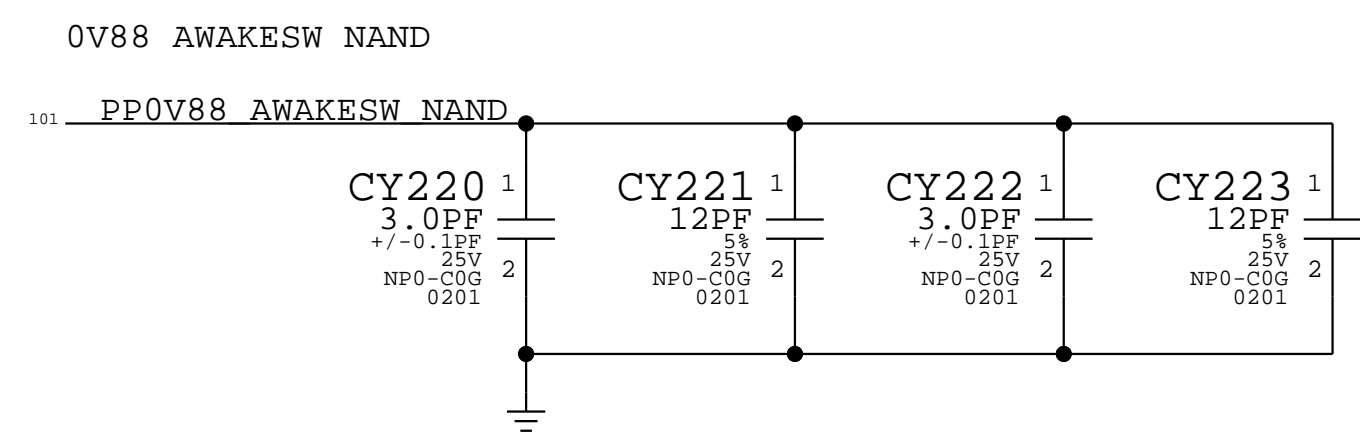 0V88 AWAKESW NAND
101 PP0V88_AWAKESW_NAND
CY220 1
3.0PF
+/-0.1PF
25V
2
NP0-C0G
0201
CY221 1
12PF
5%
25V
2
NP0-C0G
0201
CY222 1
3.0PF
+/-0.1PF
25V
2
NP0-C0G
0201
CY223 1
12PF
5%
25V
2
NP0-C0G
0201